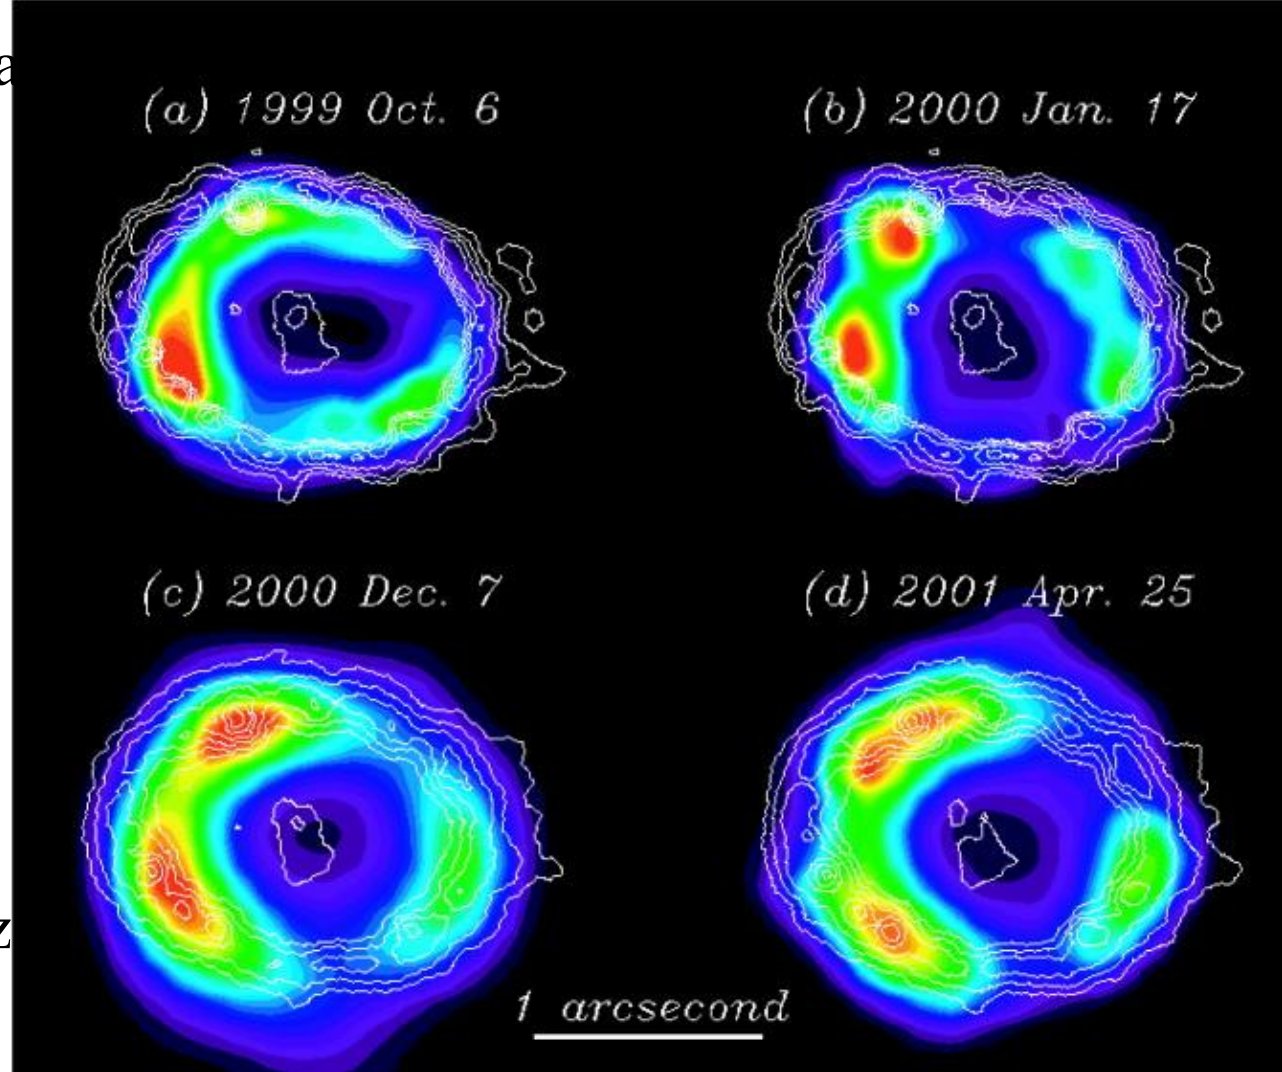 a
(a) 1999 Oct. 6
(b) 2000 Jan. 17
(c) 2000 Dec. 7
(d) 2001 Apr. 25
z
1 arcsecond